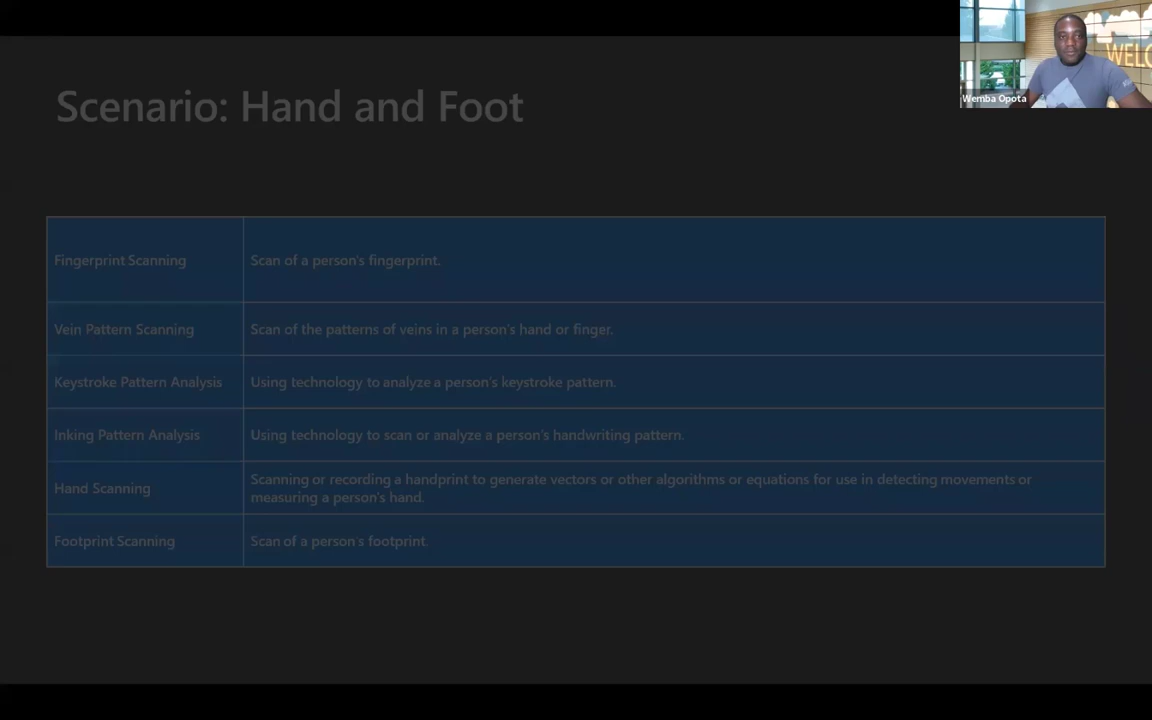 WELC
Wemba Opota
Scenario: Hand and Foot
Fingerprint Scanning
Scan of a person's fingerprint.
Vein Pattern Scanning
Scan of the patterns of veins in a person's hand or finger.
Keystroke Pattern Analysis
Using technology to analyze a person's keystroke pattern.
Inking Pattern Analysis
Using technology to scan or analyze a person's handwriting pattern.
Hand Scanning
Scanning or recording a handprint to generate vectors or other algorithms or equations for use in detecting movements or
measuring a person's hand.
Footprint Scanning
Scan of a person's footprint.